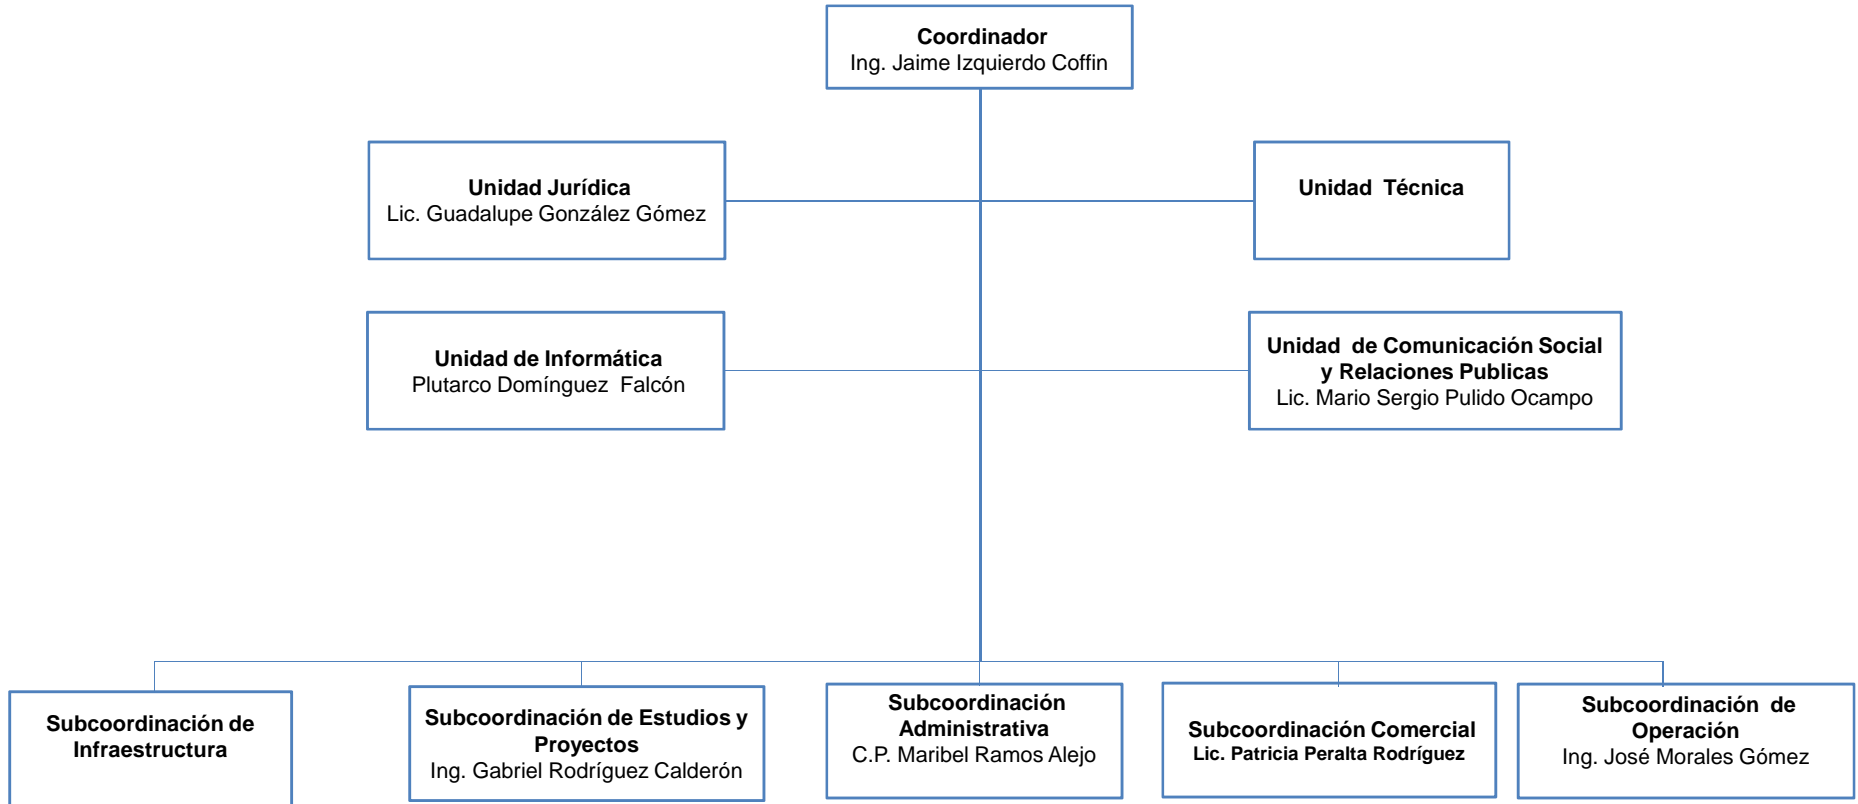 Coordinador
Ing. Jaime Izquierdo Coffin
Unidad Jurídica
Lic. Guadalupe González Gómez
Unidad  Técnica
Unidad de Informática
Plutarco Domínguez  Falcón
Unidad  de Comunicación Social
y Relaciones Publicas
Lic. Mario Sergio Pulido Ocampo
Subcoordinación de
Infraestructura
Subcoordinación de Estudios y
Proyectos
Ing. Gabriel Rodríguez Calderón
Subcoordinación
Administrativa
C.P. Maribel Ramos Alejo
Subcoordinación Comercial
Lic. Patricia Peralta Rodríguez
Subcoordinación  de
Operación
Ing. José Morales Gómez